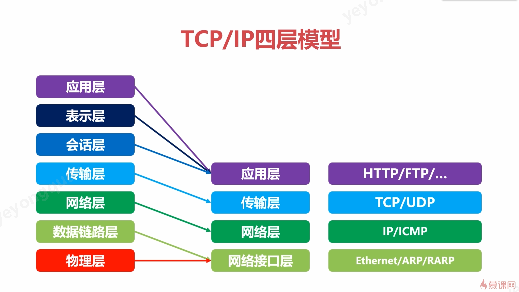 TCP/IP四层模型
应用层
表示层
会话层
传输层 应用层 HTTP/FTP/...
网络层 传输层 TCP/UDP
数据链路层 网络层 IP/ICMP
物理层 网络接口层 Ethernet/ARP/RARP
慕课网